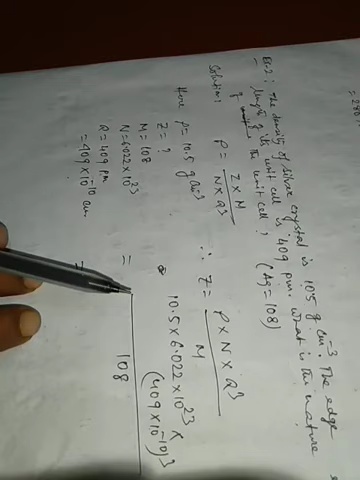 =280).
Ex-2: The density of silver crystal is 10.5 g cm⁻³. The edge
length of its unit cell is 409 pm. What is the nature
of the unit cell? (Ag=108)
Solution: ρ = Z × M / N × a³ ∴ Z = ρ × N × a³ / M
Here ρ = 10.5 g cm⁻³
Z = ?
M = 108
N = 6.022 × 10²³
a = 409 pm
= 409 × 10⁻¹⁰ cm
= 10.5 × 6.022 × 10²³ × (409 × 10⁻¹⁰)³ / 108
=